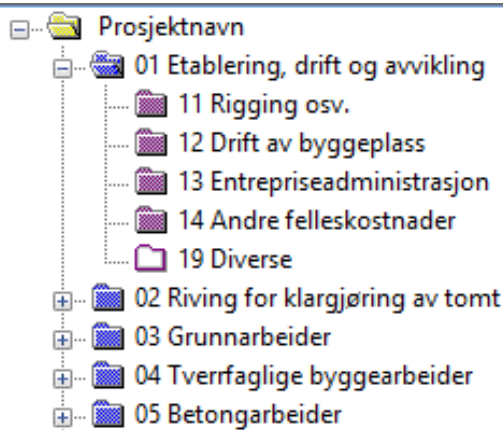 Prosjektnavn
01 Etablering, drift og avvikling
11 Rigging osv.
12 Drift av byggeplass
13 Entrepriseadministrasjon
14 Andre felleskostnader
19 Diverse
02 Riving for klargjøring av tomt
03 Grunnarbeider
04 Tverrfaglige byggearbeider
05 Betongarbeider